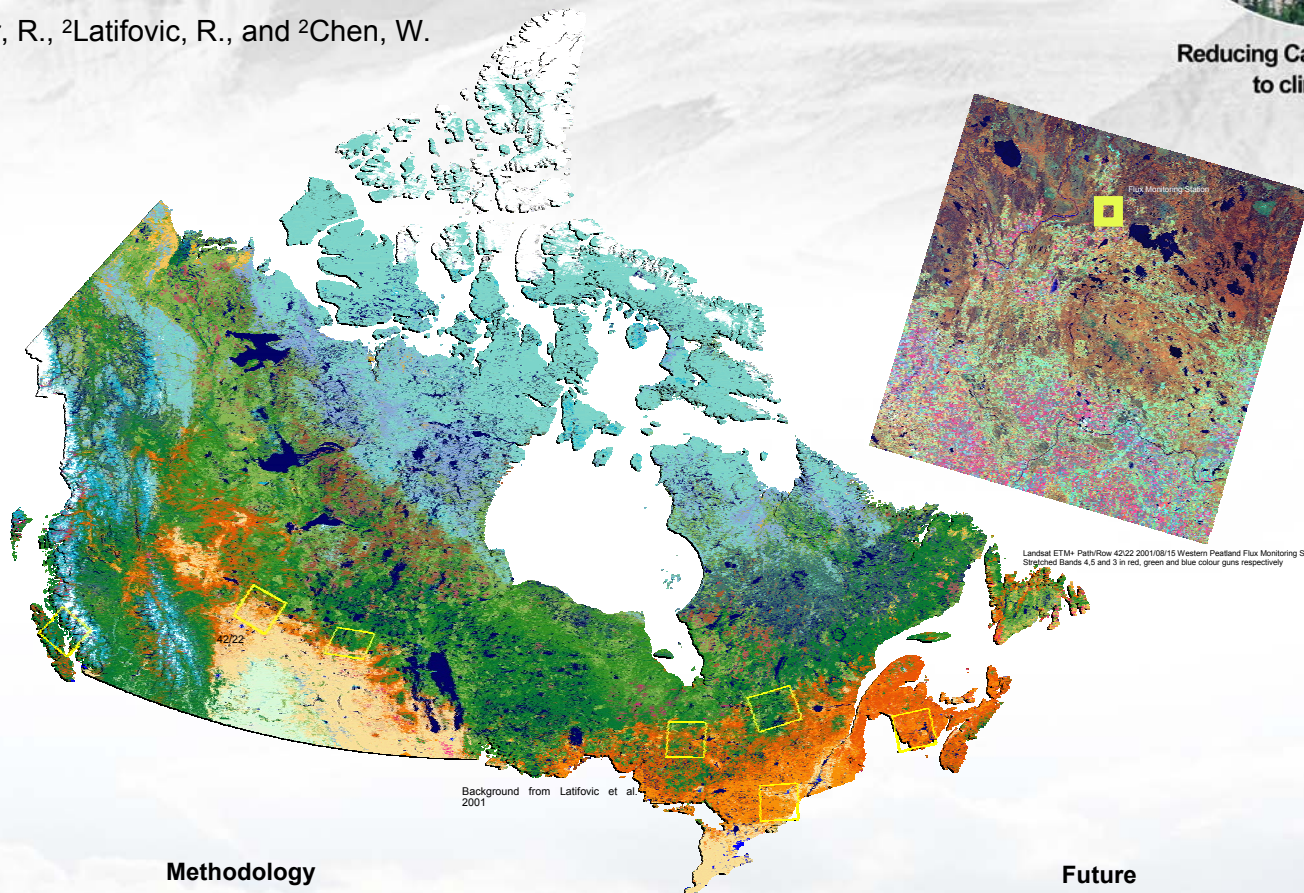 R., ²Latifovic, R., and ²Chen, W.
Reducing Ca
to clin
Flux Monitoring Station
Landsat ETM+ Path/Row 42\22 2001/08/15 Western Peatland Flux Monitoring S
Stretched Bands 4,5 and 3 in red, green and blue colour guns respectively
42/22
Background from Latifovic et al.
2001
Methodology
Future